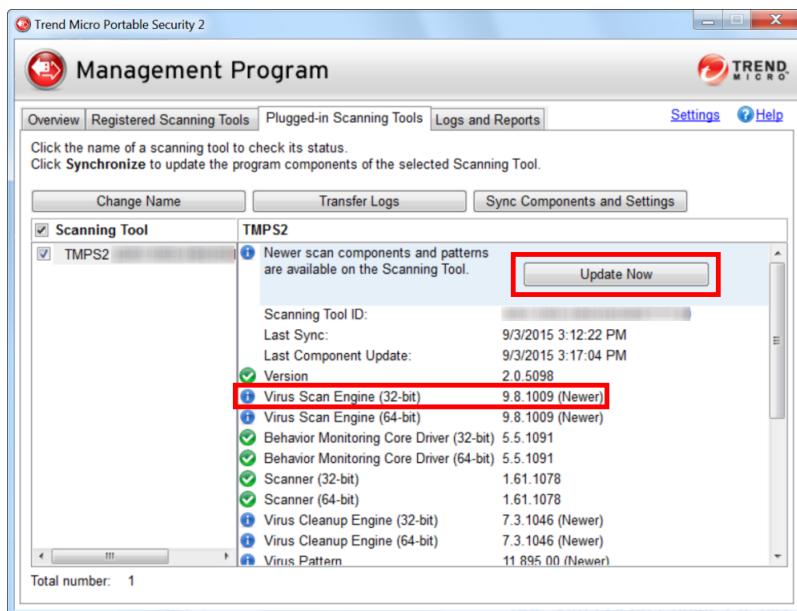 Trend Micro Portable Security 2
Management Program
TREND
MICRO
Overview
Registered Scanning Tools
Plugged-in Scanning Tools
Logs and Reports
Settings
Help
Click the name of a scanning tool to check its status.
Click Synchronize to update the program components of the selected Scanning Tool.
Change Name
Transfer Logs
Sync Components and Settings
Scanning Tool
TMPS2
TMPS2
Newer scan components and patterns
are available on the Scanning Tool.
Update Now
Scanning Tool ID:
Last Sync: 9/3/2015 3:12:22 PM
Last Component Update: 9/3/2015 3:17:04 PM
Version 2.0.5098
Virus Scan Engine (32-bit) 9.8.1009 (Newer)
Virus Scan Engine (64-bit) 9.8.1009 (Newer)
Behavior Monitoring Core Driver (32-bit) 5.5.1091
Behavior Monitoring Core Driver (64-bit) 5.5.1091
Scanner (32-bit) 1.61.1078
Scanner (64-bit) 1.61.1078
Virus Cleanup Engine (32-bit) 7.3.1046 (Newer)
Virus Cleanup Engine (64-bit) 7.3.1046 (Newer)
Virus Pattern 11.895.00 (Newer)
Total number: 1